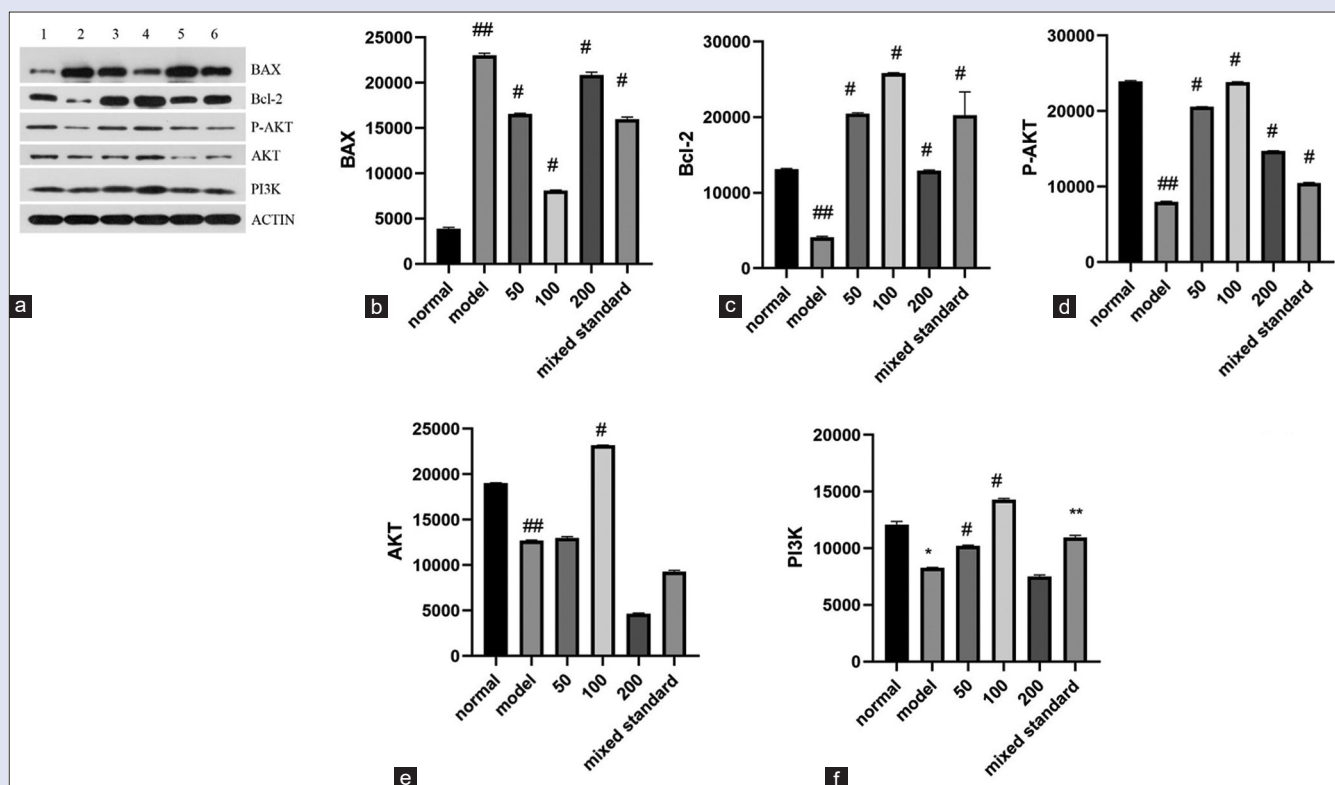 1 2 3 4 5 6
BAX
Bcl-2
P-AKT
AKT
PI3K
ACTIN
a
BAX
25000
20000
15000
10000
5000
0
## # # # #
normal model 50 100 200 mixed standard
b
Bcl-2
30000
20000
10000
0
## # # # #
normal model 50 100 200 mixed standard
c
P-AKT
30000
20000
10000
0
## # # # #
normal model 50 100 200 mixed standard
d
AKT
25000
20000
15000
10000
5000
0
## #
normal model 50 100 200 mixed standard
e
PI3K
20000
15000
10000
5000
0
* # # **
normal model 50 100 200 mixed standard
f